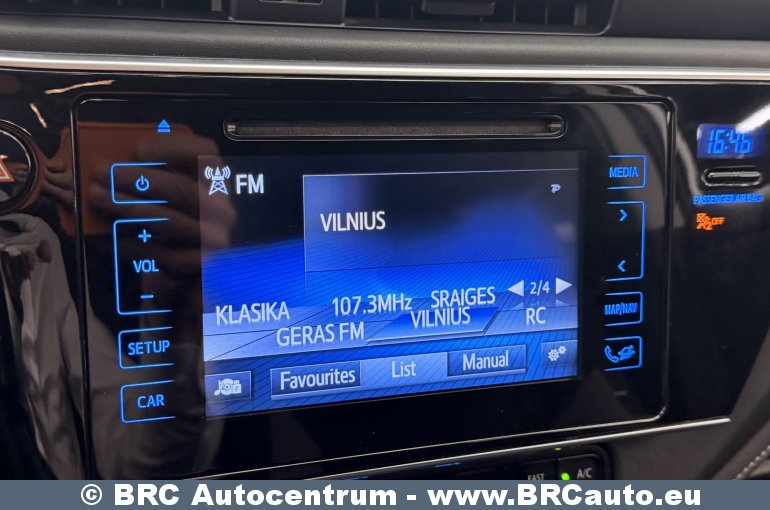 16:46
FM
MEDIA
PASSENGER AIR BAG
OFF
VILNIUS
VOL
KLASIKA
107.3MHz
SRAIGES
2/4
GERAS FM
VILNIUS
RC
MAP/NAV
SETUP
Favourites
List
Manual
CAR
A/C
© BRC Autocentrum - www.BRCauto.eu